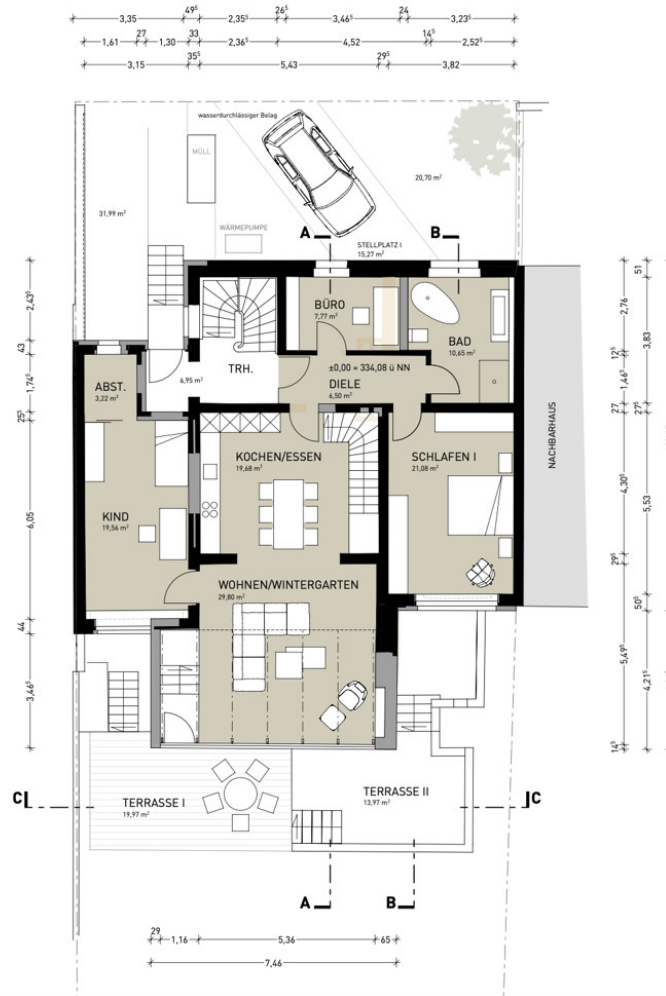 3,35 49⁵ 2,35 26⁵ 3,46⁵ 24 3,23⁵
1,61 27 1,30 33 2,36⁵ 4,52 14⁵ 2,52⁵
3,15 35⁵ 5,43 29⁵ 3,82
wasserdurchlässiger Belag
MÜLL
20,70 m²
31,99 m²
WÄRMEPUMPE
A
B
STELLPLATZ I
15,27 m²
BÜRO
7,77 m²
BAD
10,65 m²
TRH.
6,95 m²
±0,00 = 334,08 ü NN
DIELE
6,50 m²
ABST.
3,22 m²
KOCHEN/ESSEN
19,68 m²
SCHLAFEN I
21,08 m²
NACHBARHAUS
KIND
19,56 m²
WOHNEN/WINTERGARTEN
29,80 m²
2,43⁵
43
1,74⁵
25⁵
6,05
44
3,46⁵
2,76
12⁵
1,46⁵
27
4,30⁵
29⁵
5,49⁵
14⁵
51
3,83
27⁵
5,53
50⁵
4,21⁵
C
TERRASSE I
19,97 m²
TERRASSE II
13,97 m²
C
A
B
29 1,16 5,36 65
7,46